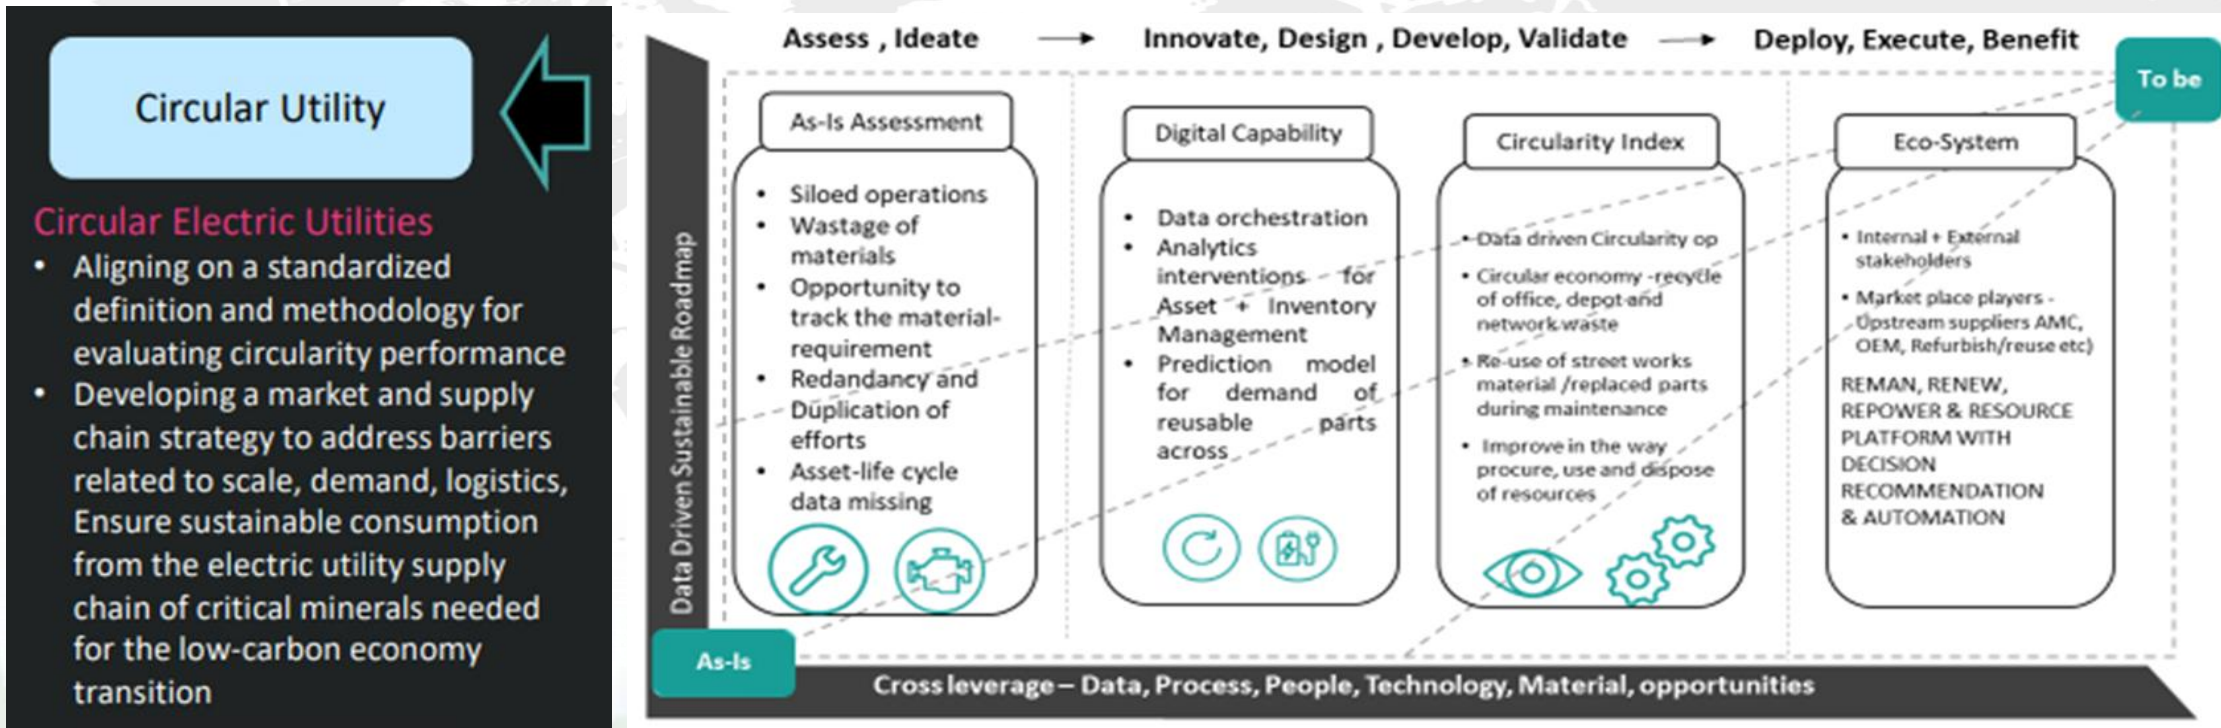 Circular Utility
Circular Electric Utilities
• Aligning on a standardized
definition and methodology for
evaluating circularity performance
• Developing a market and supply
chain strategy to address barriers
related to scale, demand, logistics,
Ensure sustainable consumption
from the electric utility supply
chain of critical minerals needed
for the low-carbon economy
transition
Assess , Ideate
Innovate, Design , Develop, Validate
Deploy, Execute, Benefit
To be
Data Driven Sustainable Roadmap
As-Is Assessment
• Siloed operations
• Wastage of
materials
• Opportunity to
track the material-
requirement
• Redandancy and
Duplication of
efforts
• Asset-life cycle
data missing
Digital Capability
• Data orchestration
• Analytics
interventions for
Asset + Inventory
Management
• Prediction model
for demand of
reusable parts
across
Circularity Index
• Data driven Circularity op
• Circular economy -recycle
of office, depot and
network waste
• Re-use of street works
material /replaced parts
during maintenance
• Improve in the way
procure, use and dispose
of resources
Eco-System
• Internal + External
stakeholders
• Market place players -
Upstream suppliers AMC,
OEM, Refurbish/reuse etc)
REMAN, RENEW,
REPOWER & RESOURCE
PLATFORM WITH
DECISION
RECOMMENDATION
& AUTOMATION
As-Is
Cross leverage – Data, Process, People, Technology, Material, opportunities